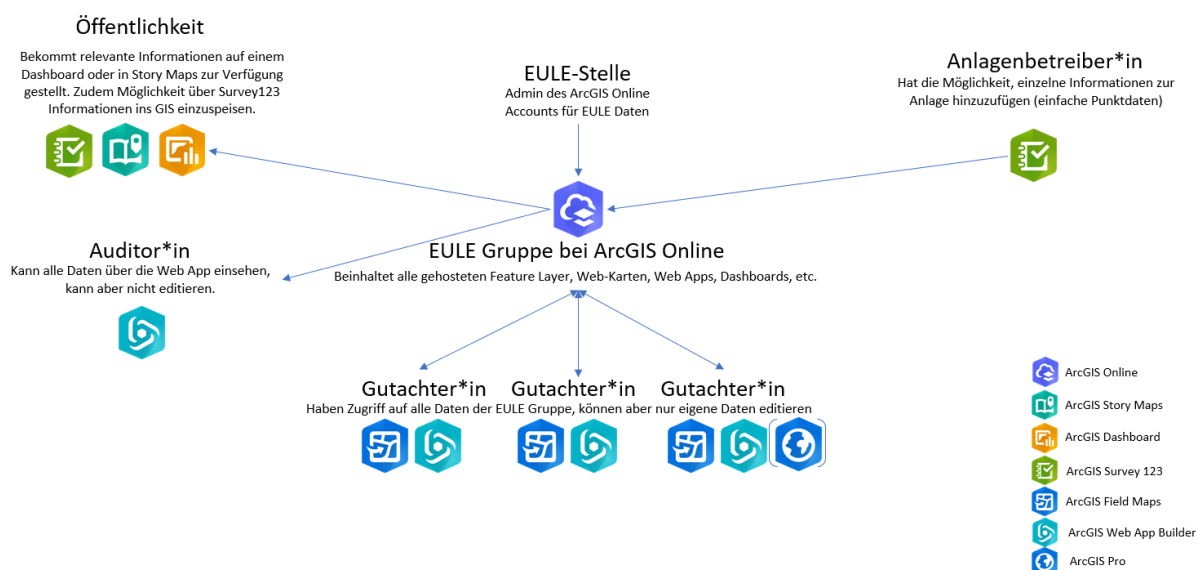 Öffentlichkeit
Bekommt relevante Informationen auf einem
Dashboard oder in Story Maps zur Verfügung
gestellt. Zudem Möglichkeit über Survey123
Informationen ins GIS einzuspeisen.
EULE-Stelle
Admin des ArcGIS Online
Accounts für EULE Daten
Anlagenbetreiber*in
Hat die Möglichkeit, einzelne Informationen zur
Anlage hinzuzufügen (einfache Punktdaten)
Auditor*in
Kann alle Daten über die Web App einsehen,
kann aber nicht editieren.
EULE Gruppe bei ArcGIS Online
Beinhaltet alle gehosteten Feature Layer, Web-Karten, Web Apps, Dashboards, etc.
Gutachter*in Gutachter*in Gutachter*in
Haben Zugriff auf alle Daten der EULE Gruppe, können aber nur eigene Daten editieren
ArcGIS Online
ArcGIS Story Maps
ArcGIS Dashboard
ArcGIS Survey 123
ArcGIS Field Maps
ArcGIS Web App Builder
ArcGIS Pro